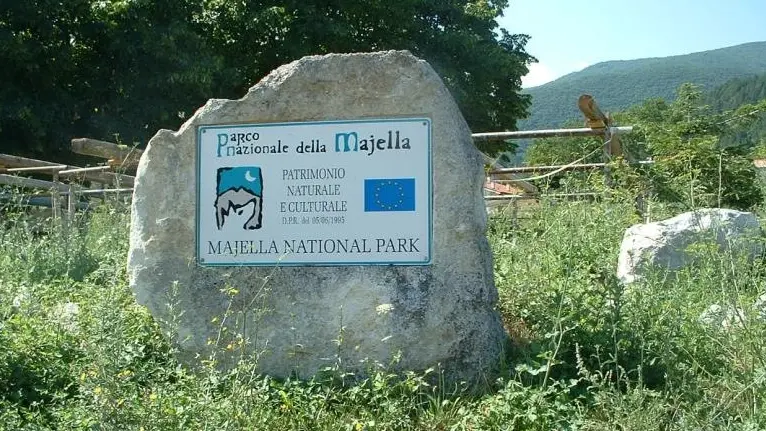 Parco
Nazionale della Majella
PATRIMONIO
NATURALE
E CULTURALE
D.P.R. del 05/06/1995
MAJELLA NATIONAL PARK